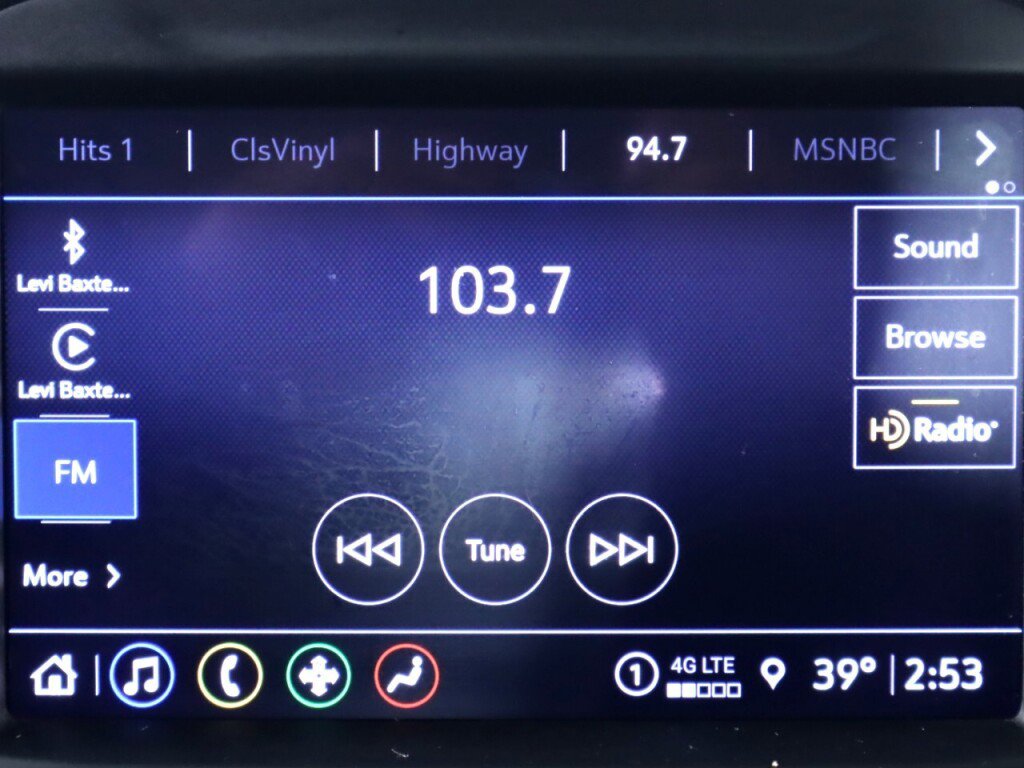 Hits 1 | ClsVinyl | Highway | 94.7 | MSNBC
Levi Baxte...
103.7
Sound
Browse
Levi Baxte...
HD Radio
FM
Tune
More
1 4G LTE 39° 2:53